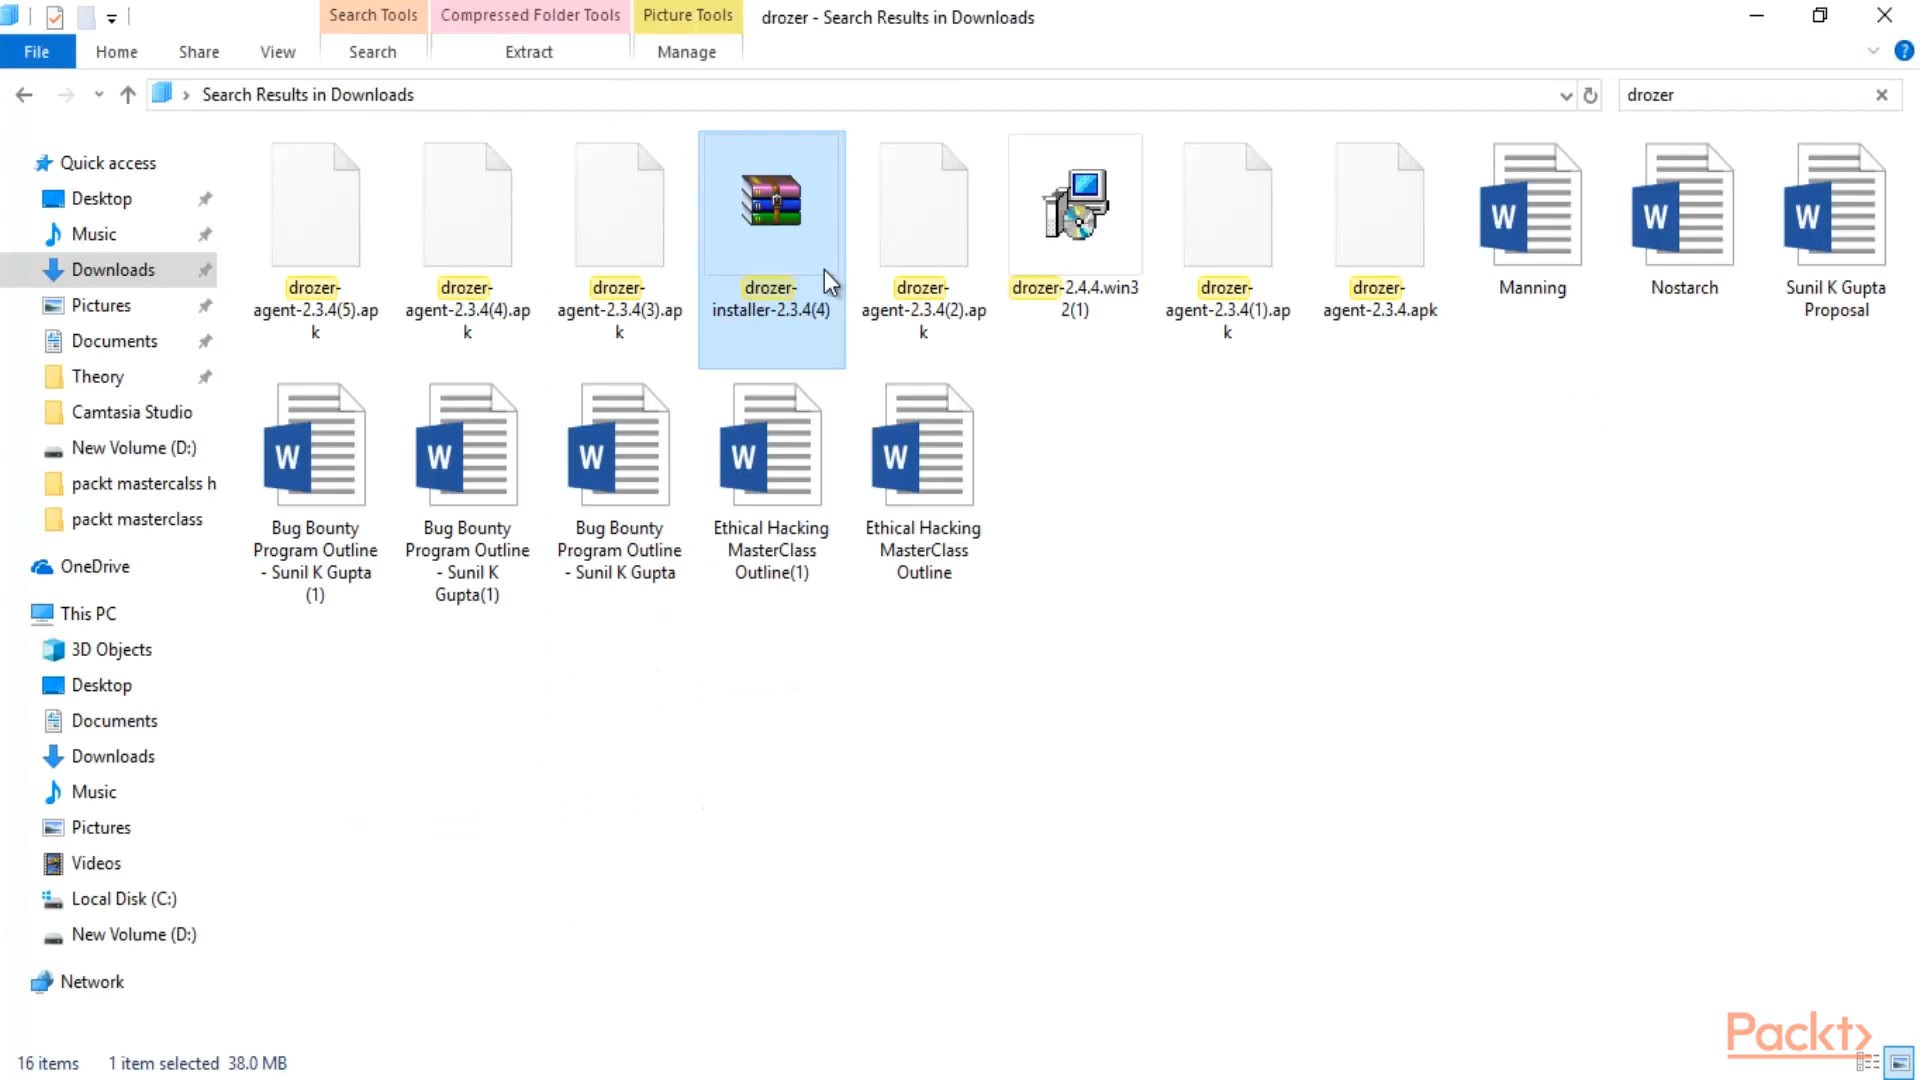 Search Tools
Compressed Folder Tools
Picture Tools
drozer - Search Results in Downloads
File
Home
Share
View
Search
Extract
Manage
Search Results in Downloads
drozer
Quick access
Desktop
Music
Downloads
Pictures
Documents
Theory
Camtasia Studio
New Volume (D:)
packt mastercalss h
packt masterclass
OneDrive
This PC
3D Objects
Desktop
Documents
Downloads
Music
Pictures
Videos
Local Disk (C:)
New Volume (D:)
Network
drozer-
agent-2.3.4(5).ap
k
drozer-
agent-2.3.4(4).ap
k
drozer-
agent-2.3.4(3).ap
k
drozer-
installer-2.3.4(4)
drozer-
agent-2.3.4(2).ap
k
drozer-2.4.4.win3
2(1)
drozer-
agent-2.3.4(1).ap
k
drozer-
agent-2.3.4.apk
W
Manning
W
Nostarch
W
Sunil K Gupta
Proposal
W
Bug Bounty
Program Outline
- Sunil K Gupta
(1)
W
Bug Bounty
Program Outline
- Sunil K
Gupta(1)
W
Bug Bounty
Program Outline
- Sunil K Gupta
W
Ethical Hacking
MasterClass
Outline(1)
W
Ethical Hacking
MasterClass
Outline
16 items
1 item selected 38.0 MB
Packt>